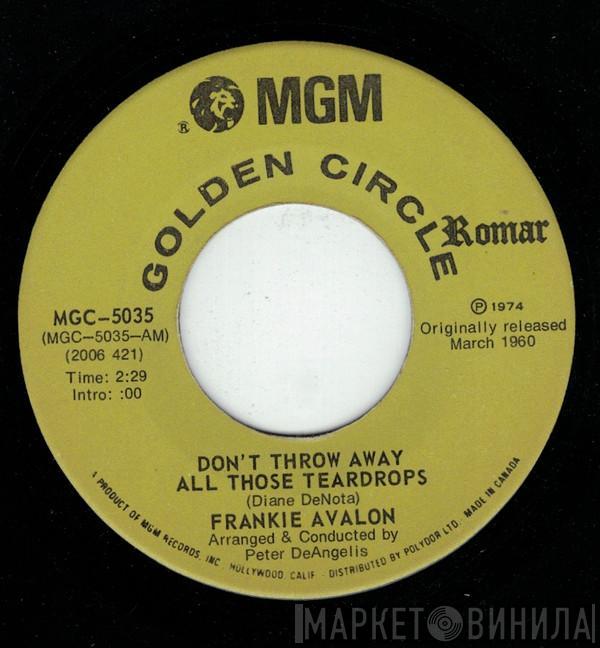 ® MGM
GOLDEN CIRCLE
Romar
MGC-5035
(MGC-5035-AM)
(2006 421)
Time: 2:29
Intro: :00
Ⓟ 1974
Originally released
March 1960
DON'T THROW AWAY
ALL THOSE TEARDROPS
(Diane DeNota)
FRANKIE AVALON
Arranged & Conducted by
Peter DeAngelis
A PRODUCT OF MGM RECORDS, INC. HOLLYWOOD, CALIF - DISTRIBUTED BY POLYDOR LTD. MADE IN CANADA
МАРКЕТ ВИНИЛА